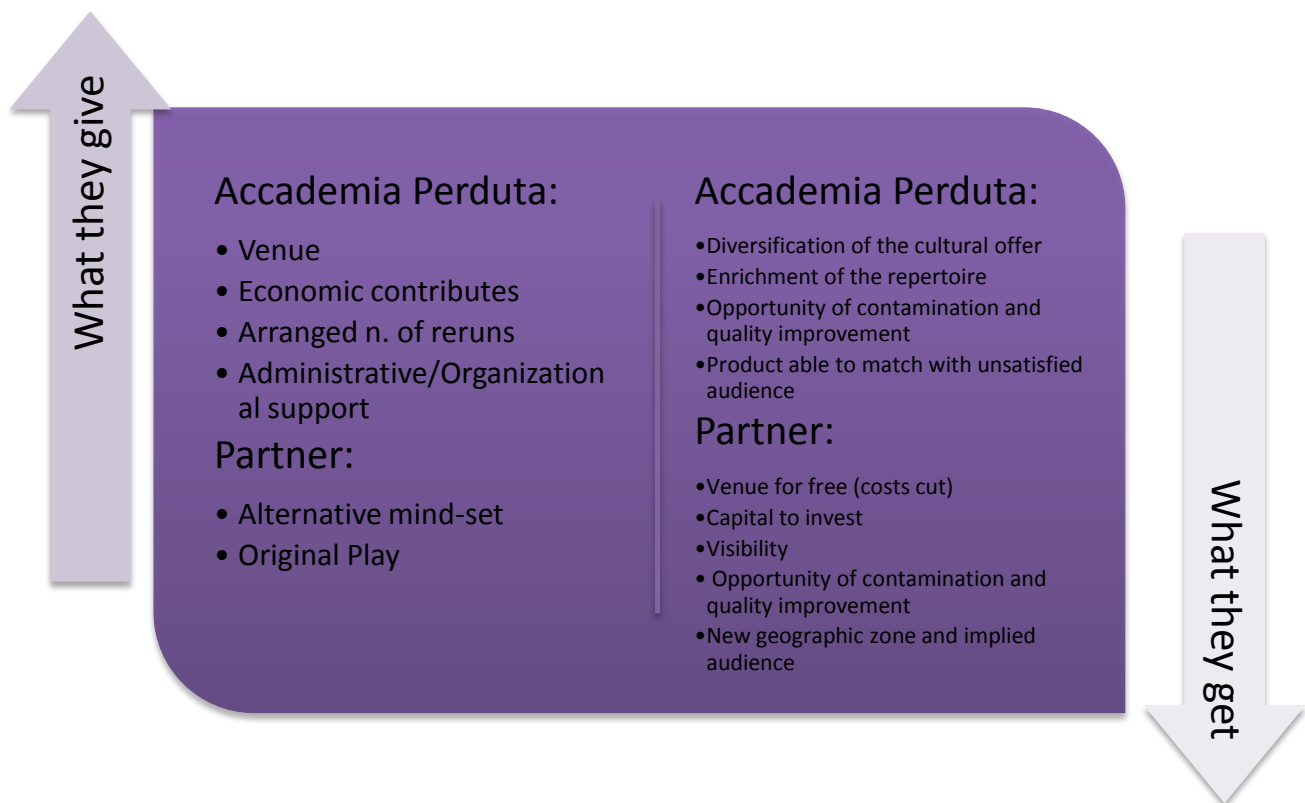 What they give
Accademia Perduta:
• Venue
• Economic contributes
• Arranged n. of reruns
• Administrative/Organization
al support
Partner:
• Alternative mind-set
• Original Play
Accademia Perduta:
•Diversification of the cultural offer
•Enrichment of the repertoire
•Opportunity of contamination and
quality improvement
•Product able to match with unsatisfied
audience
Partner:
•Venue for free (costs cut)
•Capital to invest
•Visibility
• Opportunity of contamination and
quality improvement
•New geographic zone and implied
audience
What they get